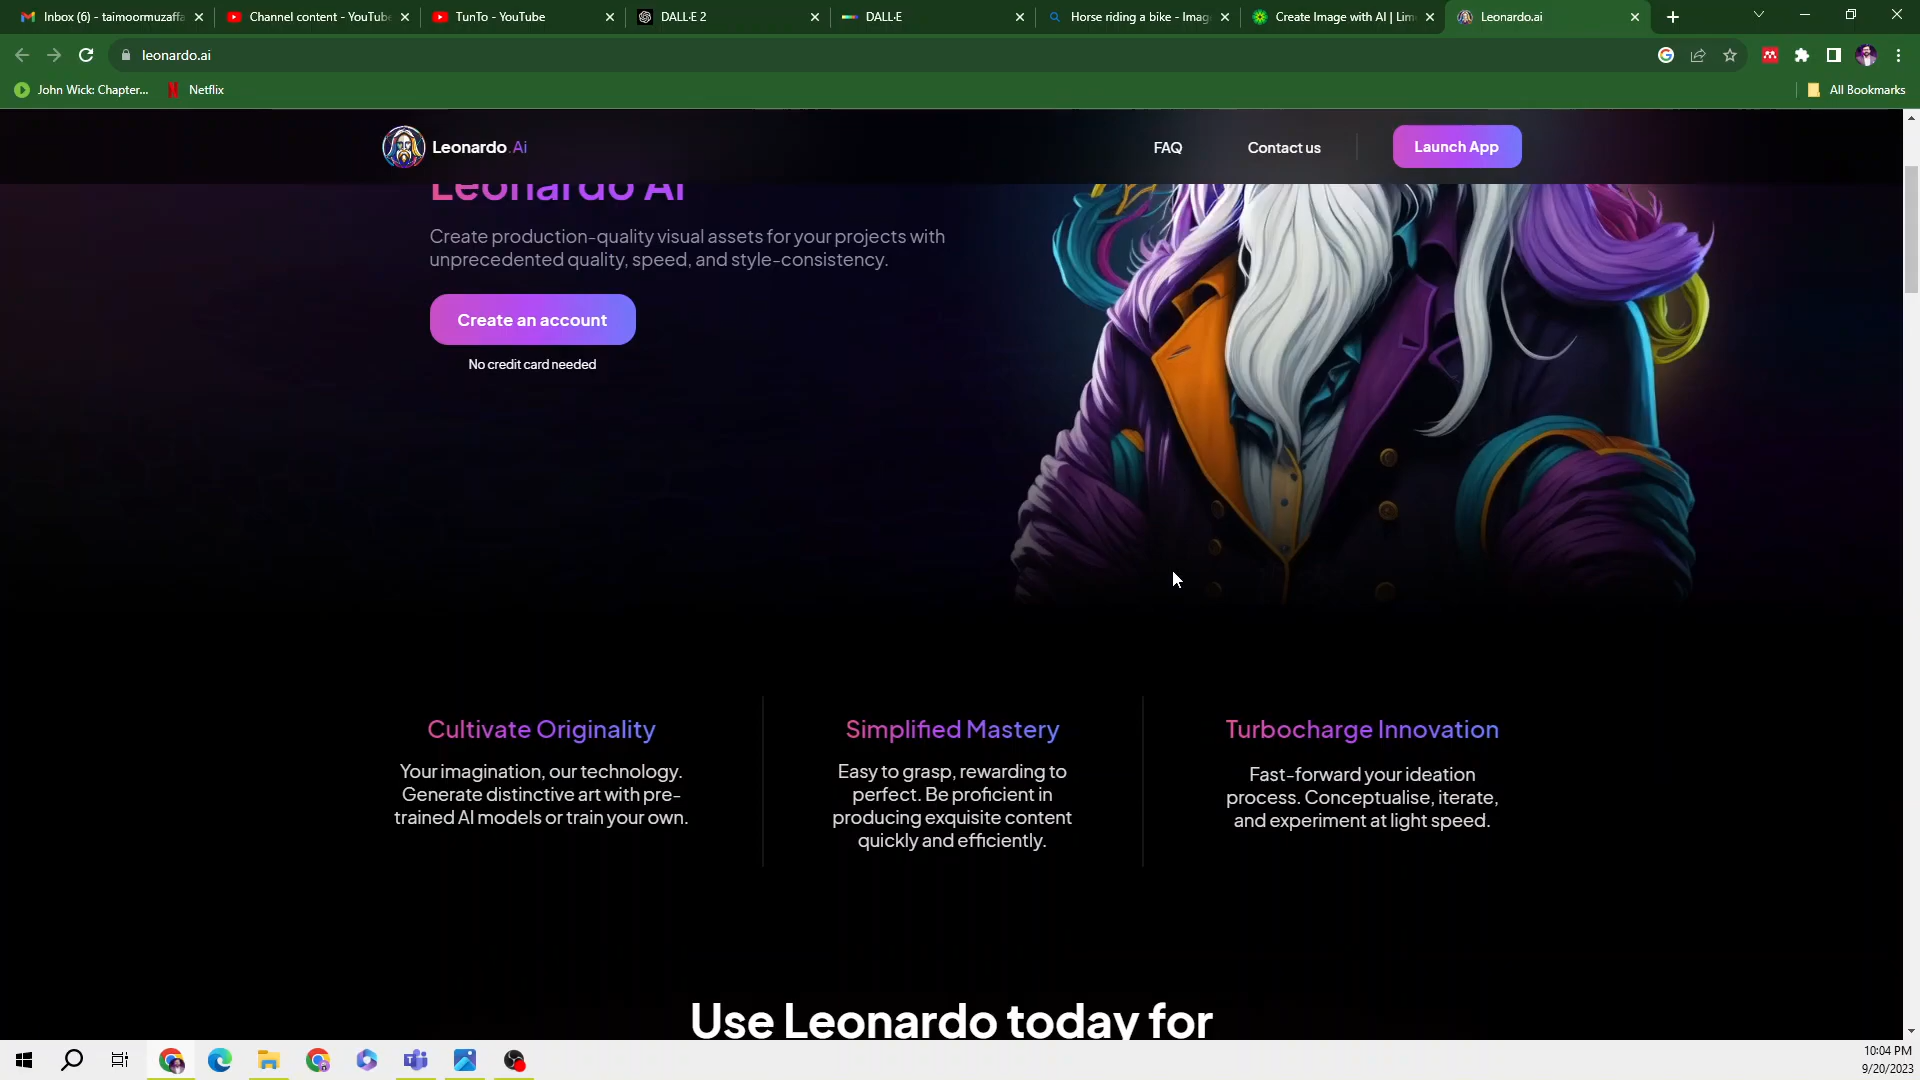 Inbox (6) - taimoormuzaffa
Channel content - YouTube
TunTo - YouTube
DALL·E 2
DALL·E
Horse riding a bike - Imag
Create Image with AI | Lim
Leonardo.ai
leonardo.ai
John Wick: Chapter...
Netflix
All Bookmarks
Leonardo.Ai
FAQ
Contact us
Launch App
Leonardo Ai
Create production-quality visual assets for your projects with
unprecedented quality, speed, and style-consistency.
Create an account
No credit card needed
Cultivate Originality
Your imagination, our technology.
Generate distinctive art with pre-
trained AI models or train your own.
Simplified Mastery
Easy to grasp, rewarding to
perfect. Be proficient in
producing exquisite content
quickly and efficiently.
Turbocharge Innovation
Fast-forward your ideation
process. Conceptualise, iterate,
and experiment at light speed.
Use Leonardo today for
10:04 PM
9/20/2023